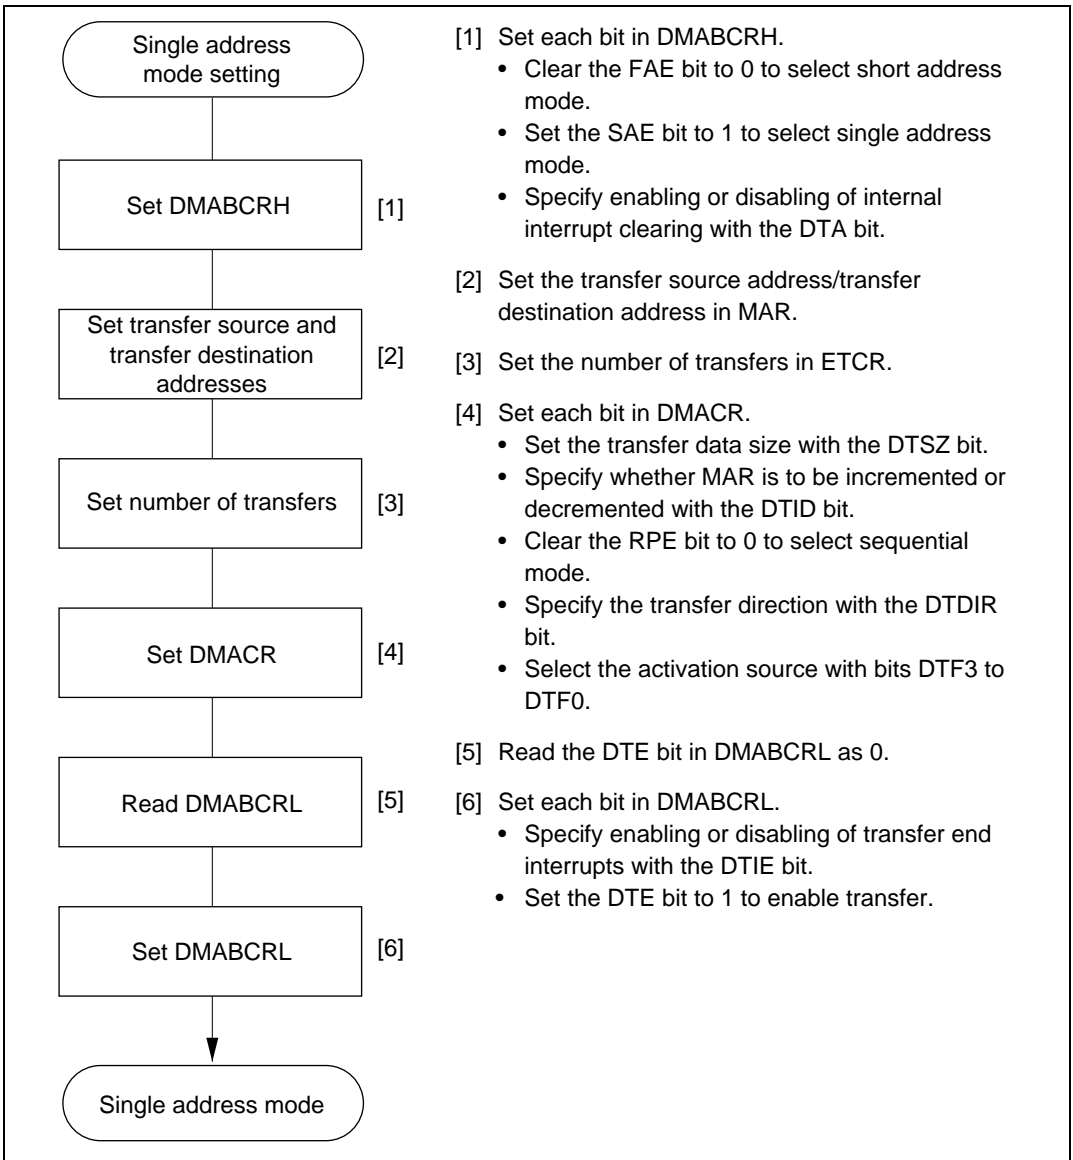 Single address
mode setting
Set DMABCRH
[1]
Set transfer source and
transfer destination
addresses
[2]
Set number of transfers
[3]
Set DMACR
[4]
Read DMABCRL
[5]
Set DMABCRL
[6]
Single address mode
[1] Set each bit in DMABCRH.
• Clear the FAE bit to 0 to select short address
mode.
• Set the SAE bit to 1 to select single address
mode.
• Specify enabling or disabling of internal
interrupt clearing with the DTA bit.
[2] Set the transfer source address/transfer
destination address in MAR.
[3] Set the number of transfers in ETCR.
[4] Set each bit in DMACR.
• Set the transfer data size with the DTSZ bit.
• Specify whether MAR is to be incremented or
decremented with the DTID bit.
• Clear the RPE bit to 0 to select sequential
mode.
• Specify the transfer direction with the DTDIR
bit.
• Select the activation source with bits DTF3 to
DTF0.
[5] Read the DTE bit in DMABCRL as 0.
[6] Set each bit in DMABCRL.
• Specify enabling or disabling of transfer end
interrupts with the DTIE bit.
• Set the DTE bit to 1 to enable transfer.